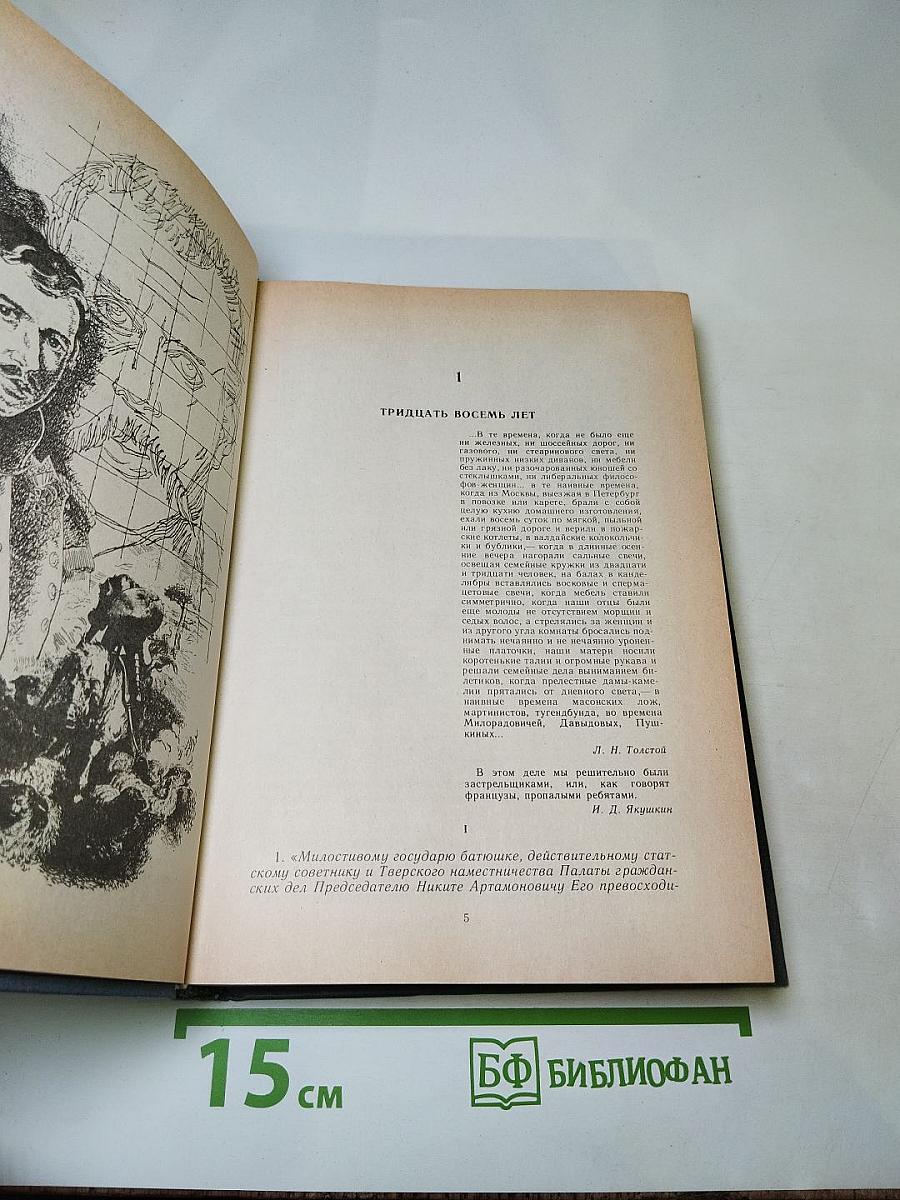 1
ТРИДЦАТЬ ВОСЕМЬ ЛЕТ
...В те времена, когда не было еще
ни железных, ни шоссейных дорог, ни
газового, ни стеаринового света, ни
пружинных низких диванов, ни мебели
без лаку, ни разочарованных юношей со
стеклышками, ни либеральных филосо-
фов-женщин... в те наивные времена,
когда из Москвы, выезжая в Петербург
в повозке или карете, брали с собой
целую кухню домашнего изготовления,
ехали восемь суток по мягкой, пыльной
или грязной дороге и верили в пожар-
ские котлеты, в валдайские колокольчи-
ки и бублики,— когда в длинные осен-
ние вечера нагорали сальные свечи,
освещая семейные кружки из двадцати
и тридцати человек, на балах в канде-
лябры вставлялись восковые и сперма-
цетовые свечи, когда мебель ставили
симметрично, когда наши отцы были
еще молоды не отсутствием морщин и
седых волос, а стрелялись за женщин и
из другого угла комнаты бросались под-
нимать нечаянно и не нечаянно уронен-
ные платочки, наши матери носили
коротенькие талии и огромные рукава и
решали семейные дела выниманием би-
летиков, когда прелестные дамы-каме-
лии прятались от дневного света,— в
наивные времена масонских лож,
мартинистов, тугендбунда, во времена
Милорадовичей, Давыдовых, Пуш-
киных...
Л. Н. Толстой
В этом деле мы решительно были
застрельщиками, или, как говорят
французы, пропалыми ребятами.
И. Д. Якушкин
I
1. «Милостивому государю батюшке, действительному стат-
скому советнику и Тверского наместничества Палаты граждан-
ских дел Председателю Никите Артамоновичу Его превосходи-
5
15 см
БФ БИБЛИОФАН